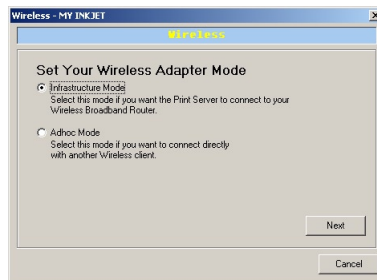 Wireless - MY INKJET
Wireless
Set Your Wireless Adapter Mode
Infrastructure Mode
Select this mode if you want the Print Server to connect to your
Wireless Broadband Router.
Adhoc Mode
Select this mode if you want to connect directly
with another Wireless client.
Next
Cancel